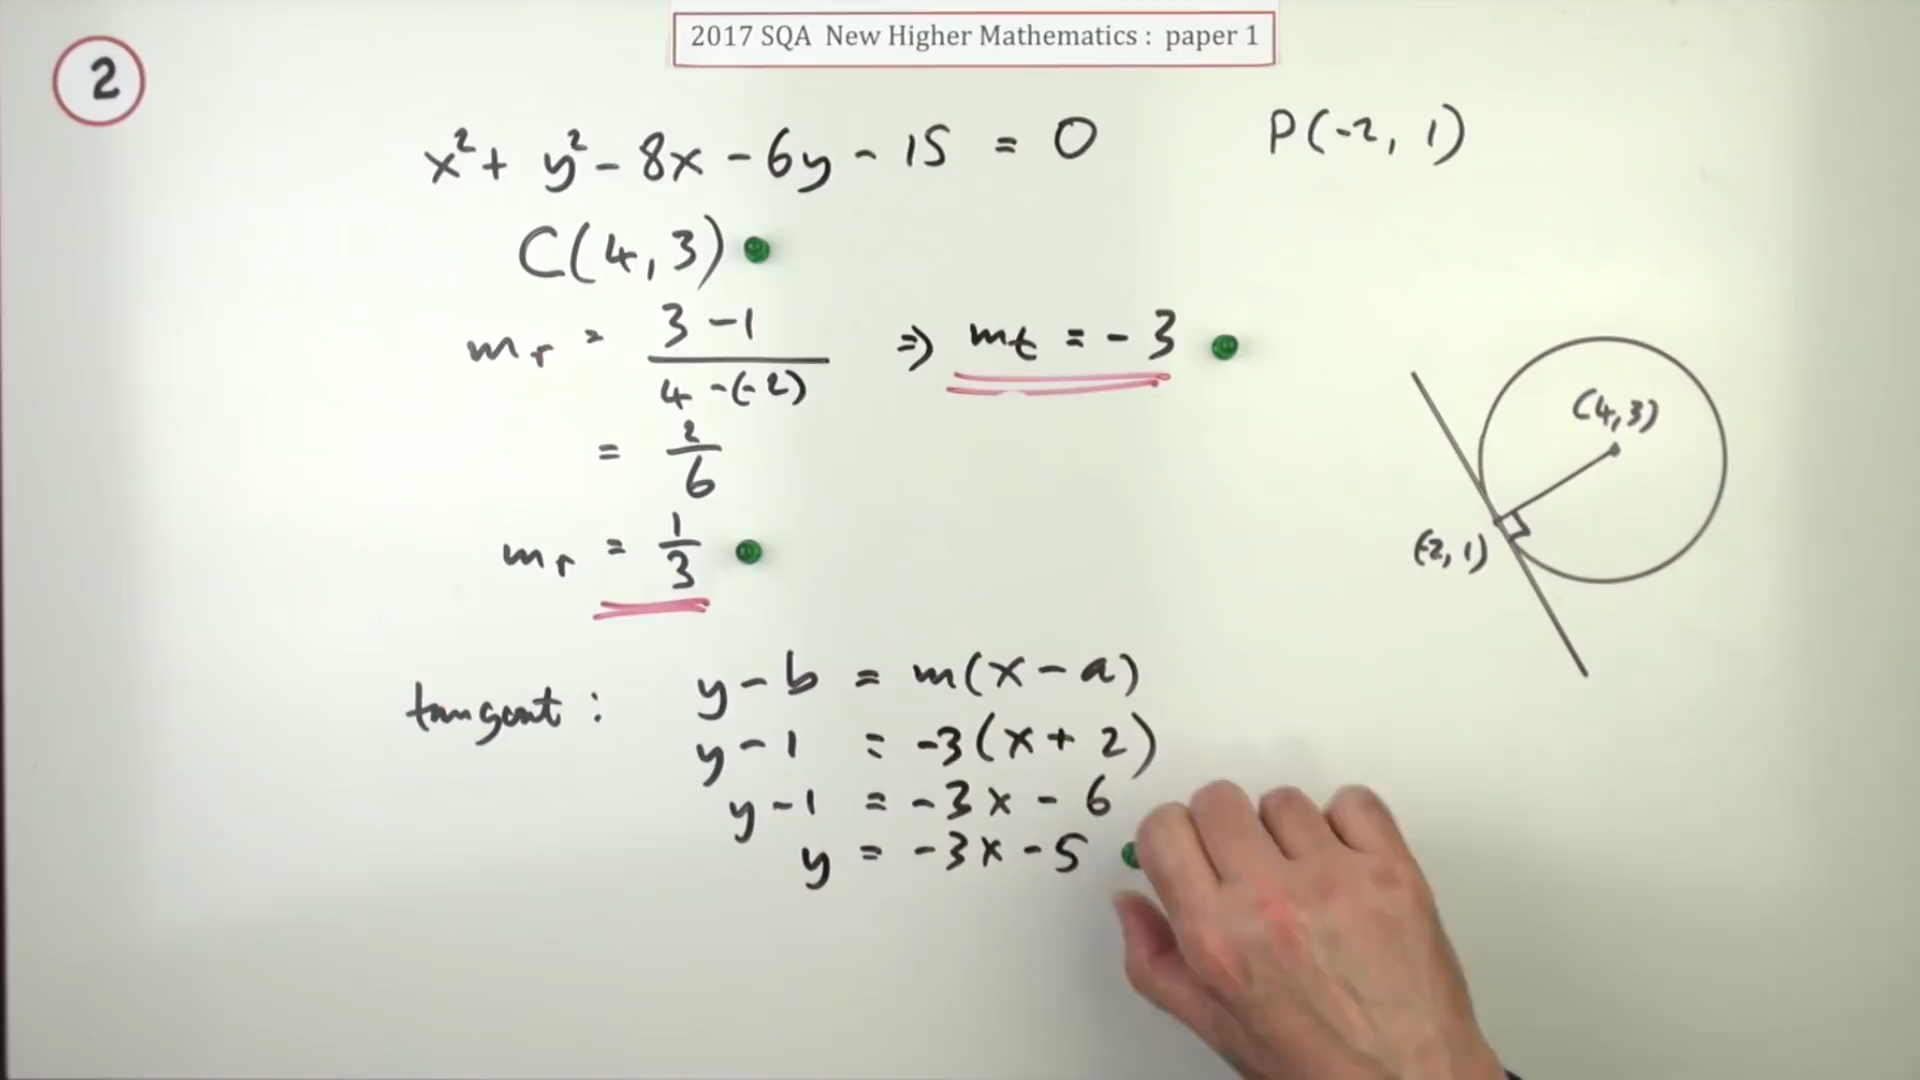 2017 SQA New Higher Mathematics : paper 1
2
x² + y² - 8x - 6y - 15 = 0
P(-2, 1)
C(4, 3)
mr = 3 - 1 / 4 - (-2) ⇒ mt = - 3
= 2/6
mr = 1/3
(4, 3)
(-2, 1)
tangent : y - b = m(x - a)
y - 1 = -3(x + 2)
y - 1 = -3x - 6
y = -3x - 5